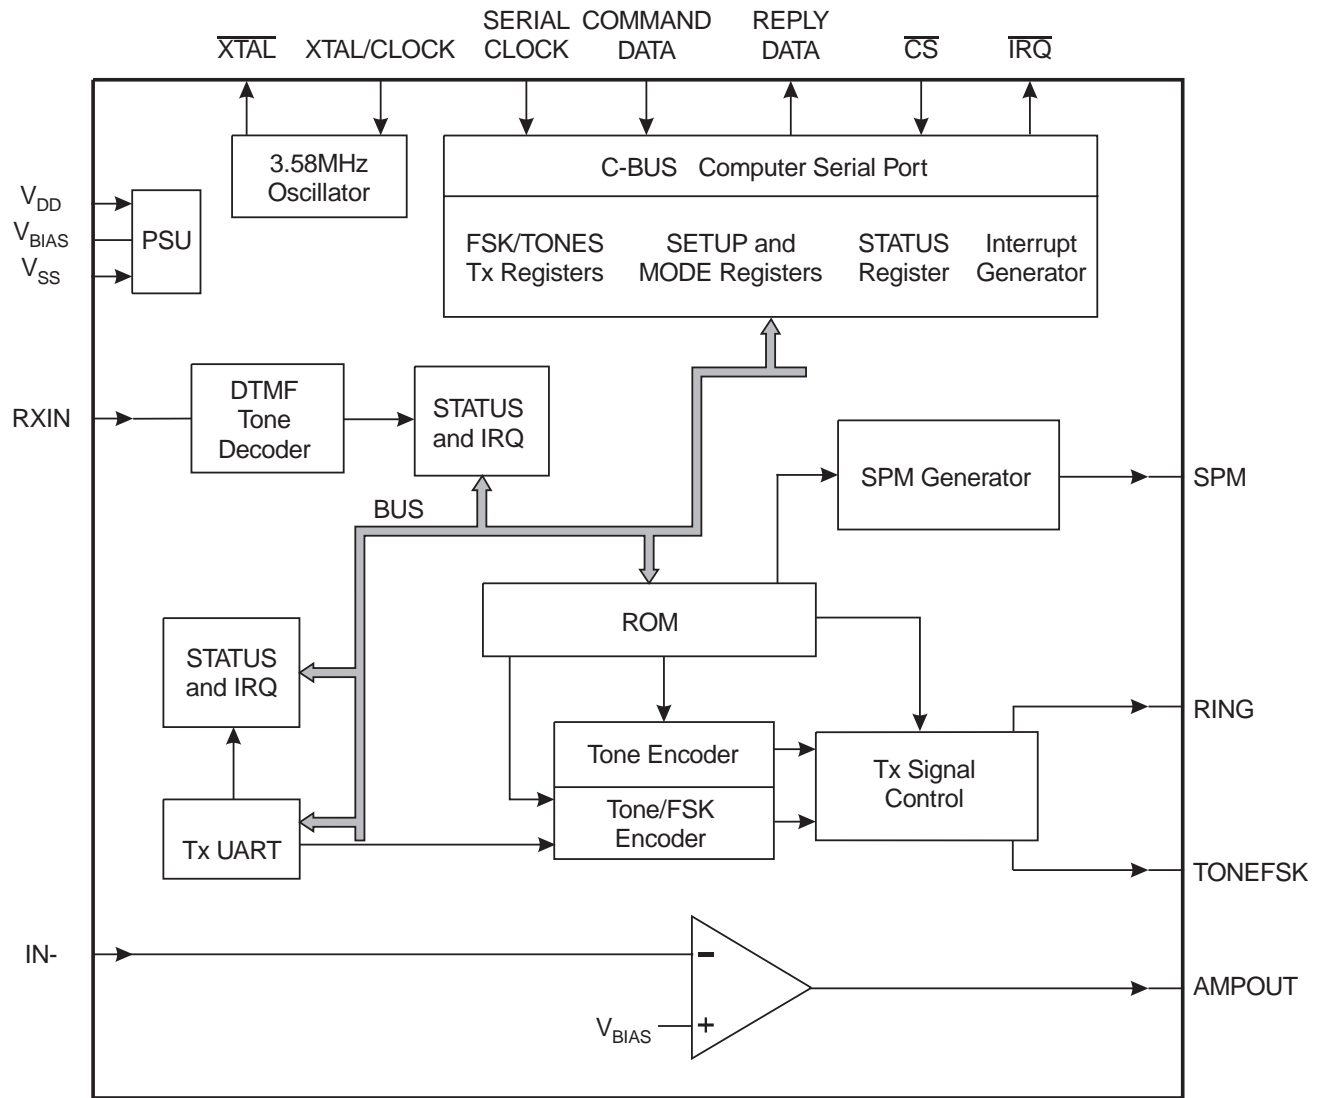 XTAL
XTAL/CLOCK
SERIAL CLOCK
COMMAND DATA
REPLY DATA
CS
IRQ
3.58MHz
Oscillator
C-BUS Computer Serial Port
FSK/TONES
Tx Registers
SETUP and
MODE Registers
STATUS
Register
Interrupt
Generator
VDD
VBIAS
VSS
PSU
RXIN
DTMF
Tone
Decoder
STATUS
and IRQ
BUS
SPM Generator
SPM
ROM
STATUS
and IRQ
Tone Encoder
Tone/FSK
Encoder
Tx Signal
Control
RING
Tx UART
TONEFSK
IN-
-
+
VBIAS
AMPOUT